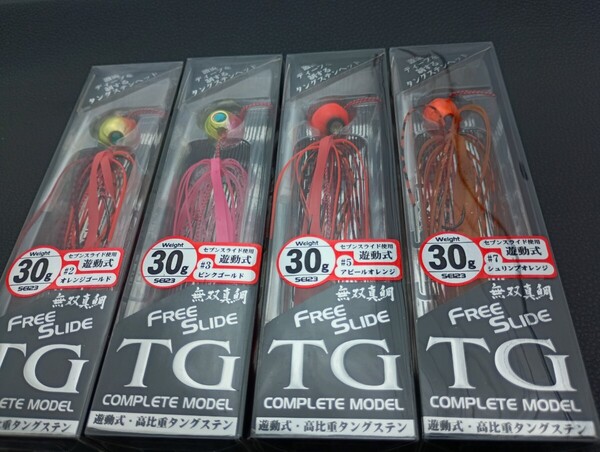 Weight
30g
S623
セブンスライド使用
遊動式
#2
オレンジゴールド
無双真鯛
FREE SLIDE
TG
COMPLETE MODEL
遊動式・高比重タングステン
Weight
30g
S623
セブンスライド使用
遊動式
#3
ピンクゴールド
無双真鯛
FREE SLIDE
TG
COMPLETE MODEL
遊動式・高比重タングステン
Weight
30g
S623
セブンスライド使用
遊動式
#5
アピールオレンジ
無双真鯛
FREE SLIDE
TG
COMPLETE MODEL
遊動式・高比重タングステン
Weight
30g
S623
セブンスライド使用
遊動式
#7
シュリンプオレンジ
無双真鯛
FREE SLIDE
TG
COMPLETE MODEL
遊動式・高比重タングステン